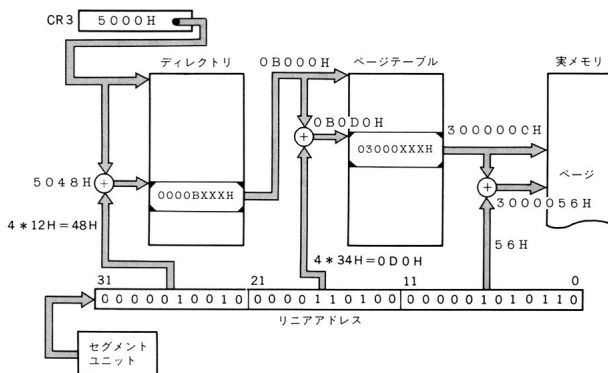 CR3 5000H
ディレクトリ
0B000H
ページテーブル
実メモリ
0B0D0H
03000XXXH
3000000H
5048H
0000BXXXH
ページ
3000056H
4*12H=48H
4*34H=0D0H
56H
31
21
11
0
0000010010
0000110100
000001010110
リニアアドレス
セグメント
ユニット